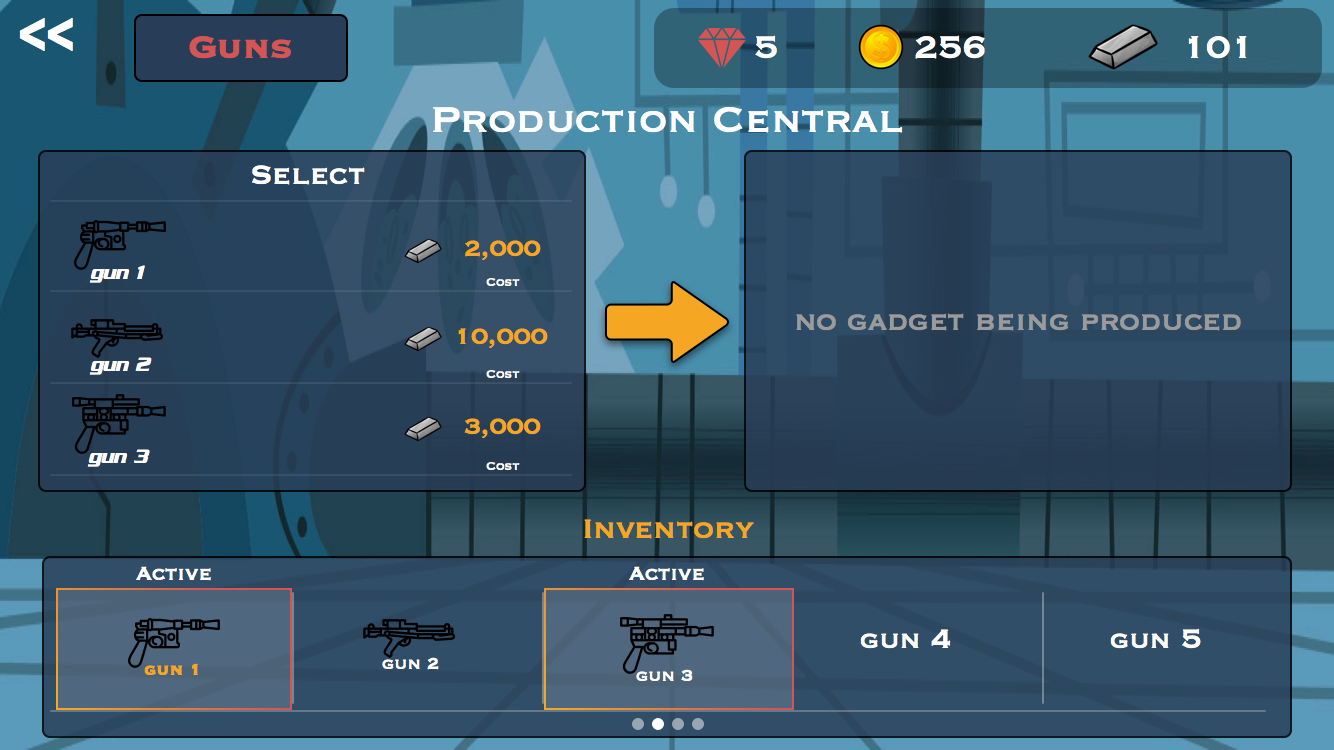 << GUNS 5 256 101
PRODUCTION CENTRAL
SELECT
gun 1 2,000
COST
gun 2 10,000
COST
gun 3 3,000
COST
NO GADGET BEING PRODUCED
INVENTORY
ACTIVE ACTIVE
GUN 1 GUN 2 GUN 3 GUN 4 GUN 5